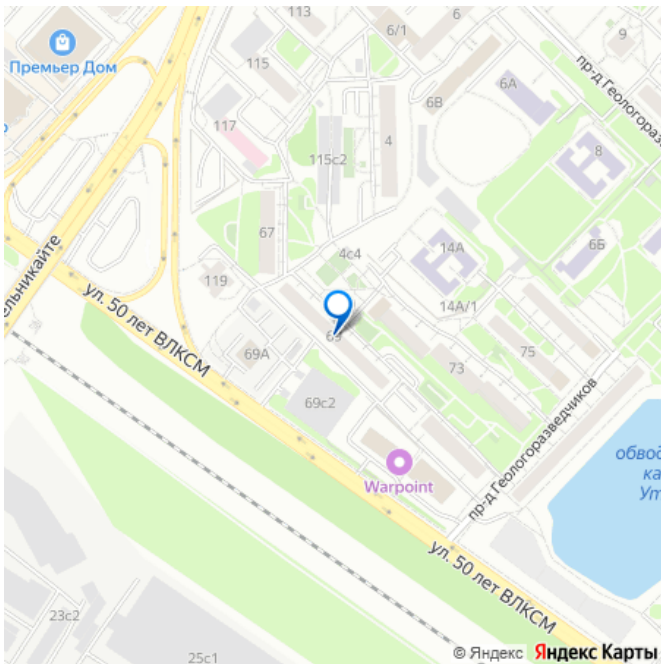 113
6
6/1
9
Премьер Дом
115
пр-д Геологоразве
6А
6В
117
4
8
115с2
67
14А
6Б
4с4
119
ул. 50 лет ВЛКСМ
14А/1
69А
73
75
69с2
пр-д Геологоразведчиков
обвод
ка
Ут
Warpoint
ул. 50 лет ВЛКСМ
23с2
25с1
© Яндекс Яндекс Карты
ельникайте